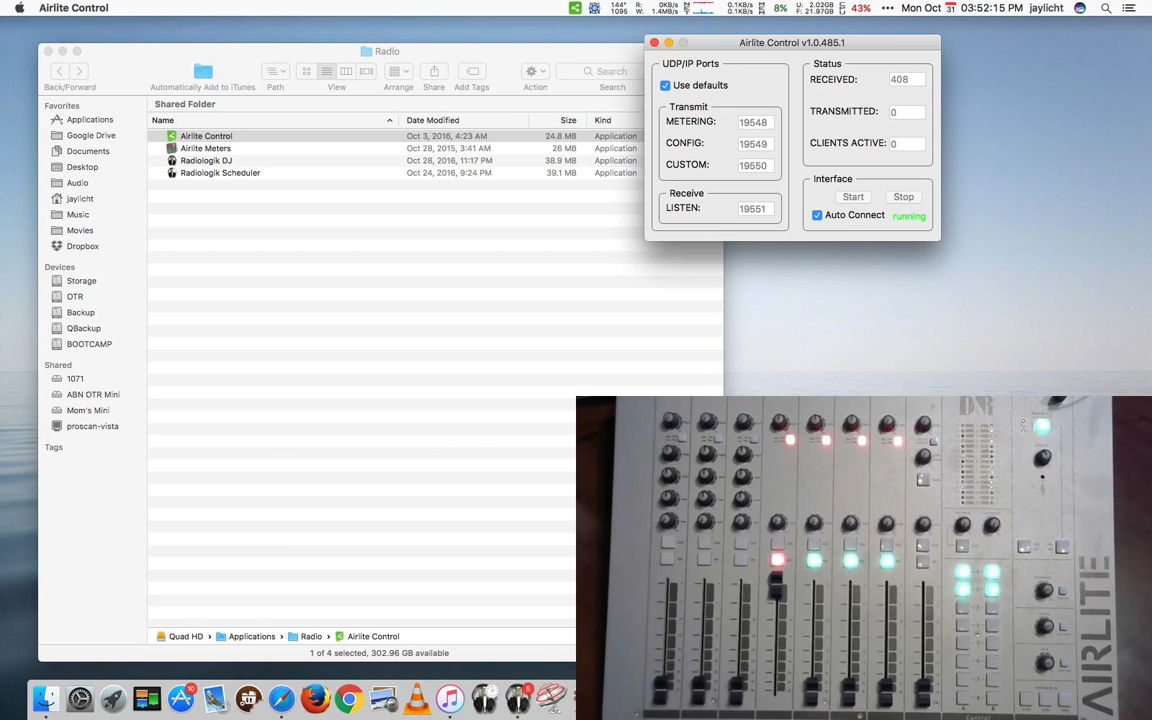 Airlite Control
144°
1095
R: 0KB/s
W: 1.4MB/s
0.1KB/s
0.1KB/s
8%
U: 2.02GB
F: 21.97GB
43%
Mon Oct 31 03:52:15 PM jaylicht
Radio
Back/Forward
Automatically Add to iTunes
Path
View
Arrange
Share
Add Tags
Action
Search
Search
Shared Folder
Name Date Modified Size Kind
Airlite Control Oct 3, 2016, 4:23 AM 24.8 MB Application
Airlite Meters Oct 28, 2015, 3:41 AM 26 MB Application
Radiologik DJ Oct 28, 2016, 11:17 PM 38.9 MB Application
Radiologik Scheduler Oct 24, 2016, 9:24 PM 39.1 MB Application
Favorites
Applications
Google Drive
Documents
Desktop
Audio
jaylicht
Music
Movies
Dropbox
Devices
Storage
OTR
Backup
QBackup
BOOTCAMP
Shared
1071
ABN OTR Mini
Mom's Mini
proscan-vista
Tags
Quad HD › Applications › Radio › Airlite Control
1 of 4 selected, 302.96 GB available
Airlite Control v1.0.485.1
UDP/IP Ports
Use defaults
Transmit
METERING: 19548
CONFIG: 19549
CUSTOM: 19550
Receive
LISTEN: 19551
Status
RECEIVED: 408
TRANSMITTED: 0
CLIENTS ACTIVE: 0
Interface
Start Stop
Auto Connect running
D&R
AIRLITE
10
5